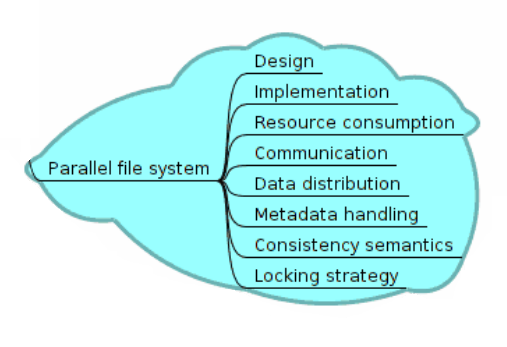 Design
Implementation
Resource consumption
Communication
Parallel file system
Data distribution
Metadata handling
Consistency semantics
Locking strategy